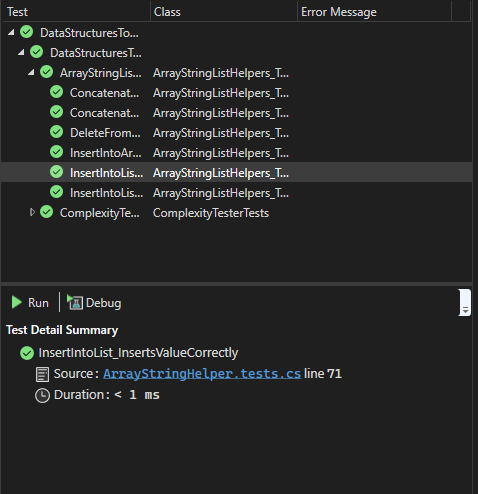 Test Class Error Message
DataStructuresTo...
DataStructuresT...
ArrayStringLis... ArrayStringListHelpers_T...
Concatenat... ArrayStringListHelpers_T...
Concatenat... ArrayStringListHelpers_T...
DeleteFrom... ArrayStringListHelpers_T...
InsertIntoAr... ArrayStringListHelpers_T...
InsertIntoLis... ArrayStringListHelpers_T...
InsertIntoLis... ArrayStringListHelpers_T...
ComplexityTe... ComplexityTesterTests
Run Debug
Test Detail Summary
InsertIntoList_InsertsValueCorrectly
Source: ArrayStringHelper.tests.cs line 71
Duration: < 1 ms